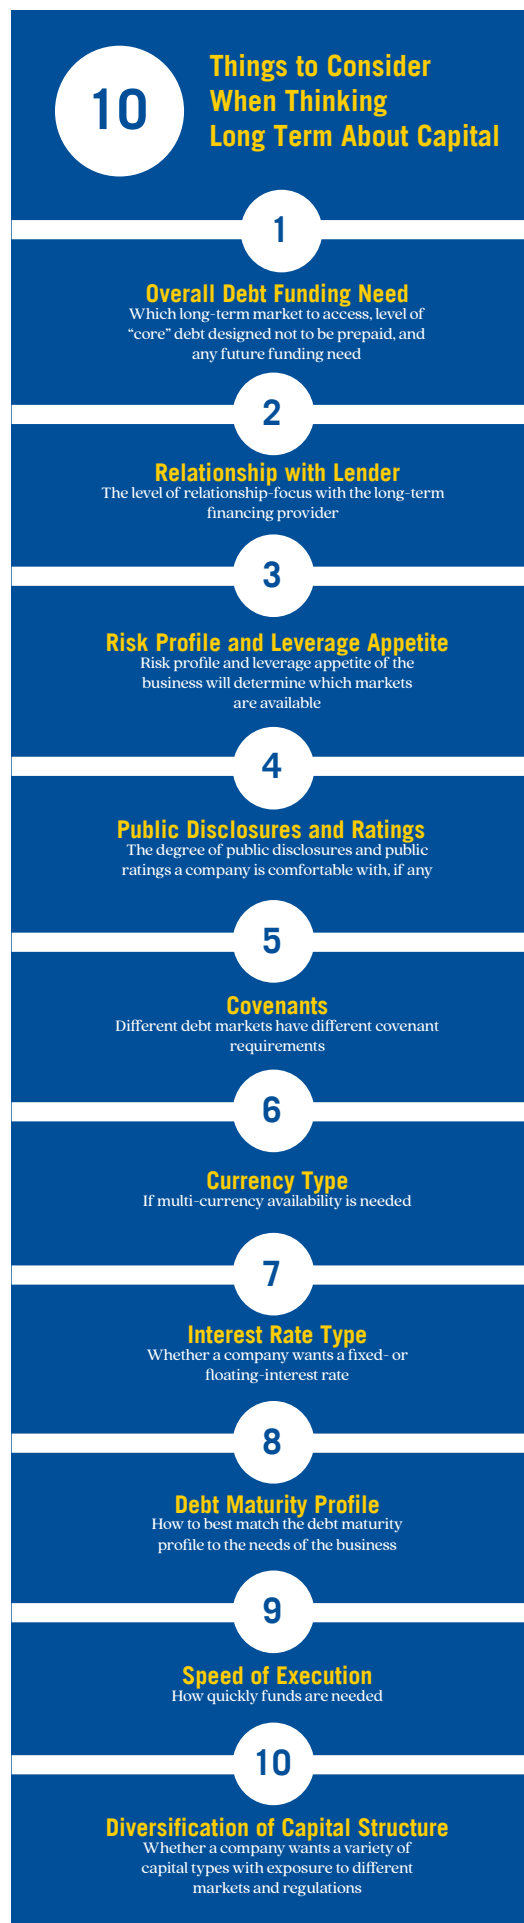 10
Things to Consider
When Thinking
Long Term About Capital
1
Overall Debt Funding Need
Which long-term market to access, level of
“core” debt designed not to be prepaid, and
any future funding need
2
Relationship with Lender
The level of relationship-focus with the long-term
financing provider
3
Risk Profile and Leverage Appetite
Risk profile and leverage appetite of the
business will determine which markets
are available
4
Public Disclosures and Ratings
The degree of public disclosures and public
ratings a company is comfortable with, if any
5
Covenants
Different debt markets have different covenant
requirements
6
Currency Type
If multi-currency availability is needed
7
Interest Rate Type
Whether a company wants a fixed- or
floating-interest rate
8
Debt Maturity Profile
How to best match the debt maturity
profile to the needs of the business
9
Speed of Execution
How quickly funds are needed
10
Diversification of Capital Structure
Whether a company wants a variety of
capital types with exposure to different
markets and regulations